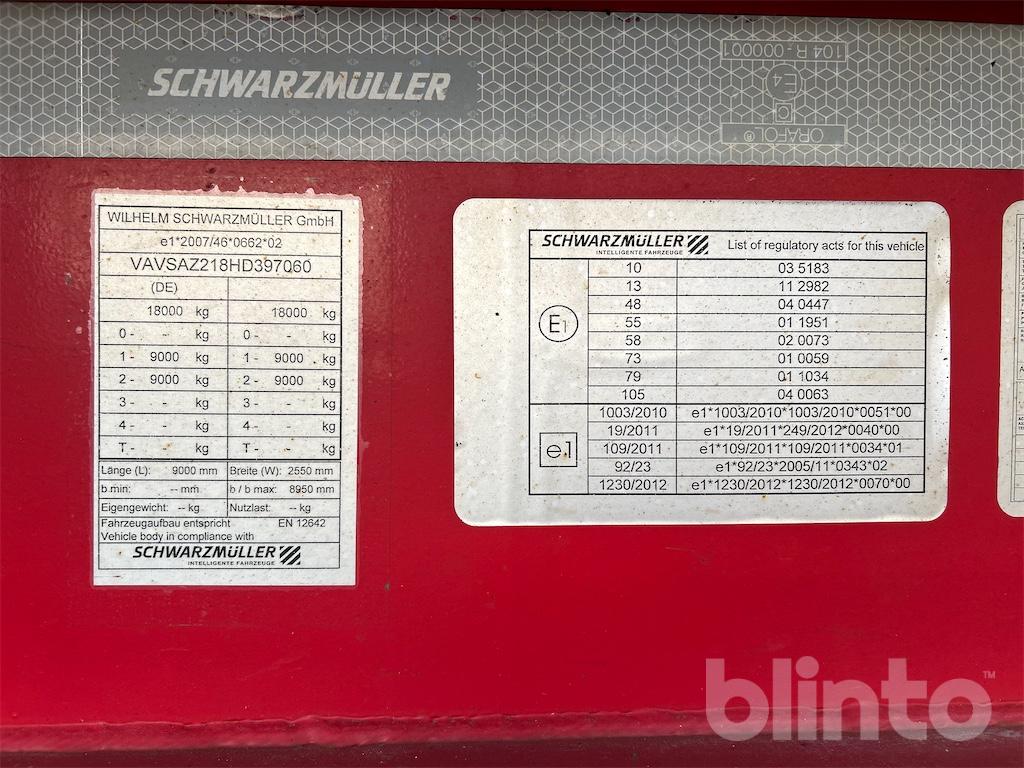 SCHWARZMÜLLER
104 R - 000001
E4
C
ORAFOL®
WILHELM SCHWARZMÜLLER GmbH
e1*2007/46*0662*02
VAVSAZ218HD397060
(DE)
18000 kg 18000 kg
0 - - kg 0 - - kg
1 - 9000 kg 1 - 9000 kg
2 - 9000 kg 2 - 9000 kg
3 - - kg 3 - - kg
4 - - kg 4 - - kg
T - - kg T - - kg
Länge (L): 9000 mm Breite (W): 2550 mm
b min: -- mm b / b max: 8950 mm
Eigengewicht: -- kg Nutzlast: -- kg
Fahrzeugaufbau entspricht EN 12642
Vehicle body in compliance with
SCHWARZMÜLLER
INTELLIGENTE FAHRZEUGE
SCHWARZMÜLLER List of regulatory acts for this vehicle
INTELLIGENTE FAHRZEUGE
E1
10 03 5183
13 11 2982
48 04 0447
55 01 1951
58 02 0073
73 01 0059
79 01 1034
105 04 0063
e1
1003/2010 e1*1003/2010*1003/2010*0051*00
19/2011 e1*19/2011*249/2012*0040*00
109/2011 e1*109/2011*109/2011*0034*01
92/23 e1*92/23*2005/11*0343*02
1230/2012 e1*1230/2012*1230/2012*0070*00
blinto™